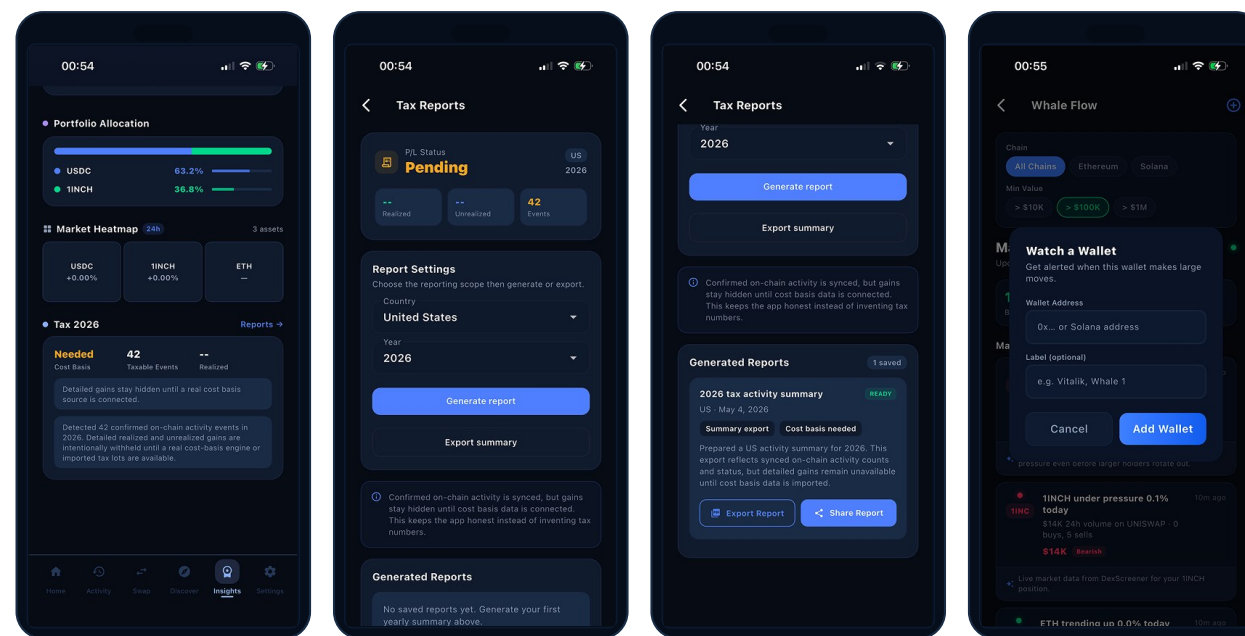 00:54
Portfolio Allocation
USDC 63.2%
1INCH 36.8%
Market Heatmap 24h 3 assets
USDC 1INCH ETH
+0.00% +0.00% —
Tax 2026 Reports →
Needed 42 --
Cost Basis Taxable Events Realized
Detailed gains stay hidden until a real cost basis
source is connected.
Detected 42 confirmed on-chain activity events in
2026. Detailed realized and unrealized gains are
intentionally withheld until a real cost-basis engine or
imported tax lots are available.
Home Activity Swap Discover Insights Settings
00:54
Tax Reports
P/L Status
Pending
US
2026
-- -- 42
Realized Unrealized Events
Report Settings
Choose the reporting scope then generate or export.
Country
United States
Year
2026
Generate report
Export summary
Confirmed on-chain activity is synced, but gains
stay hidden until cost basis data is connected.
This keeps the app honest instead of inventing tax
numbers.
Generated Reports
No saved reports yet. Generate your first
yearly summary above.
00:54
Tax Reports
Year
2026
Generate report
Export summary
Confirmed on-chain activity is synced, but gains
stay hidden until cost basis data is connected.
This keeps the app honest instead of inventing tax
numbers.
Generated Reports 1 saved
2026 tax activity summary READY
US · May 4, 2026
Summary export Cost basis needed
Prepared a US activity summary for 2026. This
export reflects synced on-chain activity counts
and status, but detailed gains remain unavailable
until cost basis data is imported.
Export Report Share Report
00:55
Whale Flow
Chain
All Chains Ethereum Solana
Min Value
> $10K > $100K > $1M
Watch a Wallet
Get alerted when this wallet makes large
moves.
Wallet Address
0x... or Solana address
Label (optional)
e.g. Vitalik, Whale 1
Cancel Add Wallet
pressure even before larger holders rotate out.
1INC
1INCH under pressure 0.1% 10m ago
today
$14K 24h volume on UNISWAP · 0
buys, 5 sells
$14K Bearish
Live market data from DexScreener for your 1INCH
position.
ETH trending up 0.0% today 10m ago